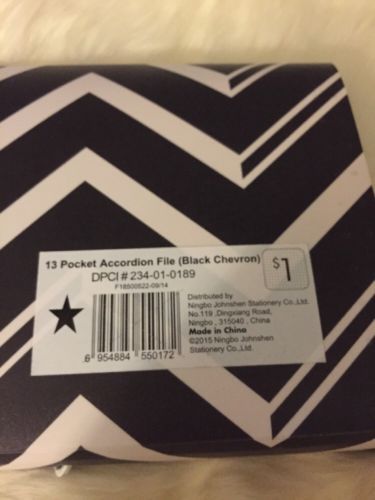 13 Pocket Accordion File (Black Chevron)
DPCI # 234-01-0189
F18500522-09/14
$1
Distributed by
Ningbo Johnshen Stationery Co.,Ltd.
No.119 ,Dingxiang Road,
Ningbo , 315040 , China
Made in China
©2015 Ningbo Johnshen
Stationery Co.,Ltd.
6 954884 550172